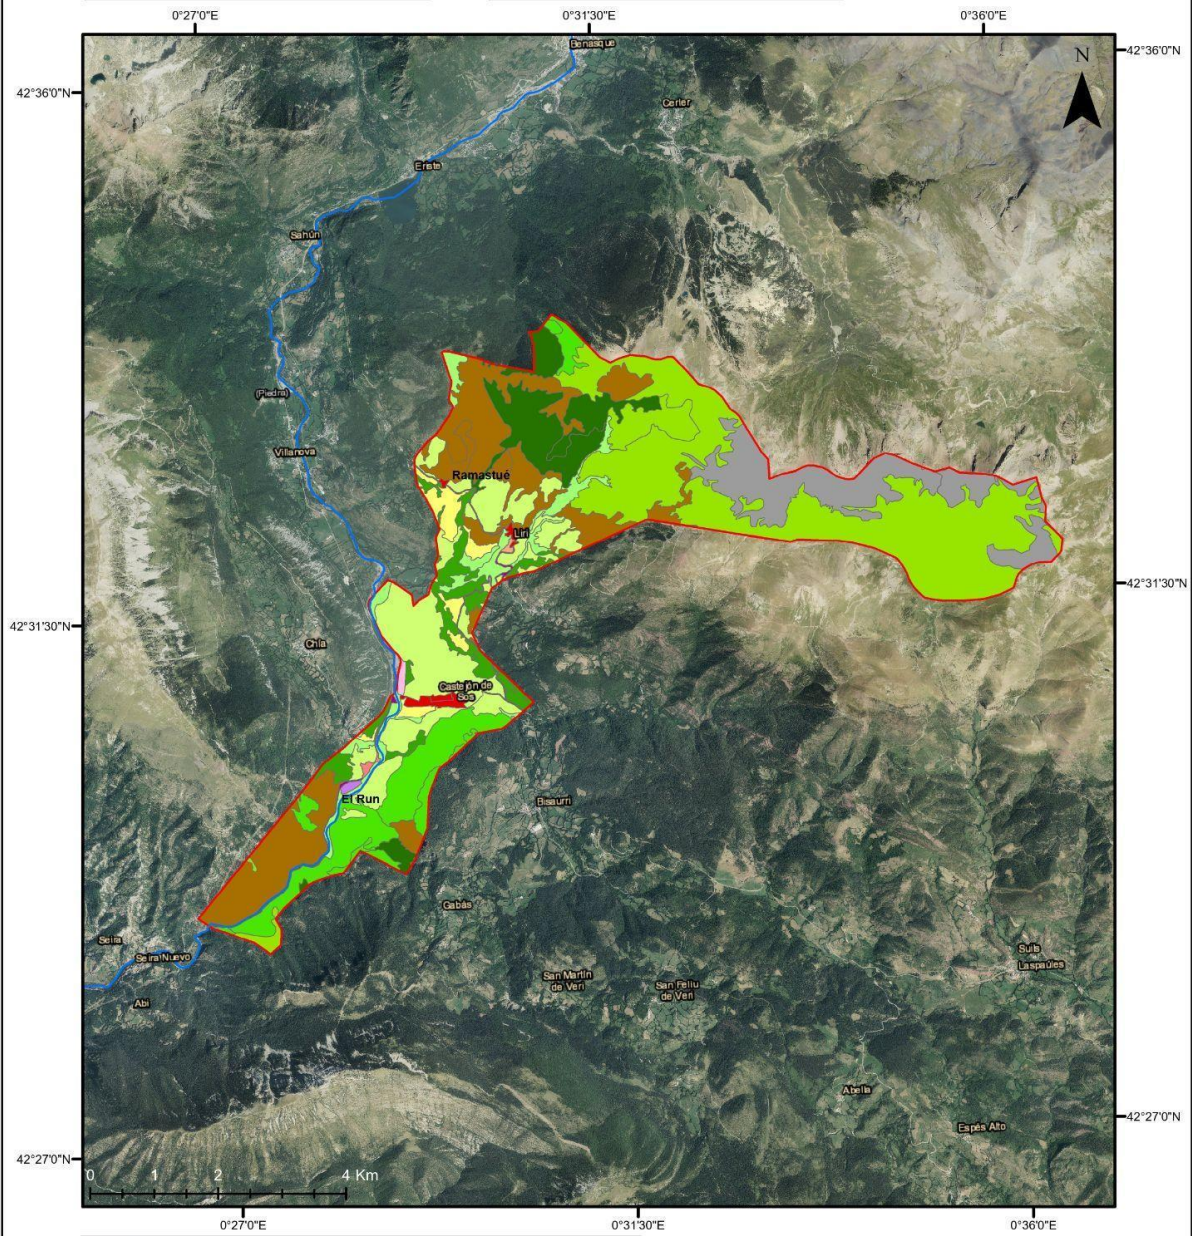 0°27'0"E
0°31'30"E
0°36'0"E
42°36'0"N
42°36'0"N
N
Benasque
Cerler
Eriste
Sahún
(Piedra)
Villanova
Ramastué
Liri
42°31'30"N
42°31'30"N
Chía
Castejón de
Sos
El Run
Bisaurri
Gabás
Seira
Seira Nuevo
Abi
San Martín
de Veri
San Feliu
de Veri
Suils
Laspaúles
Abella
Espés Alto
42°27'0"N
42°27'0"N
0 1 2 4 Km
0°27'0"E
0°31'30"E
0°36'0"E